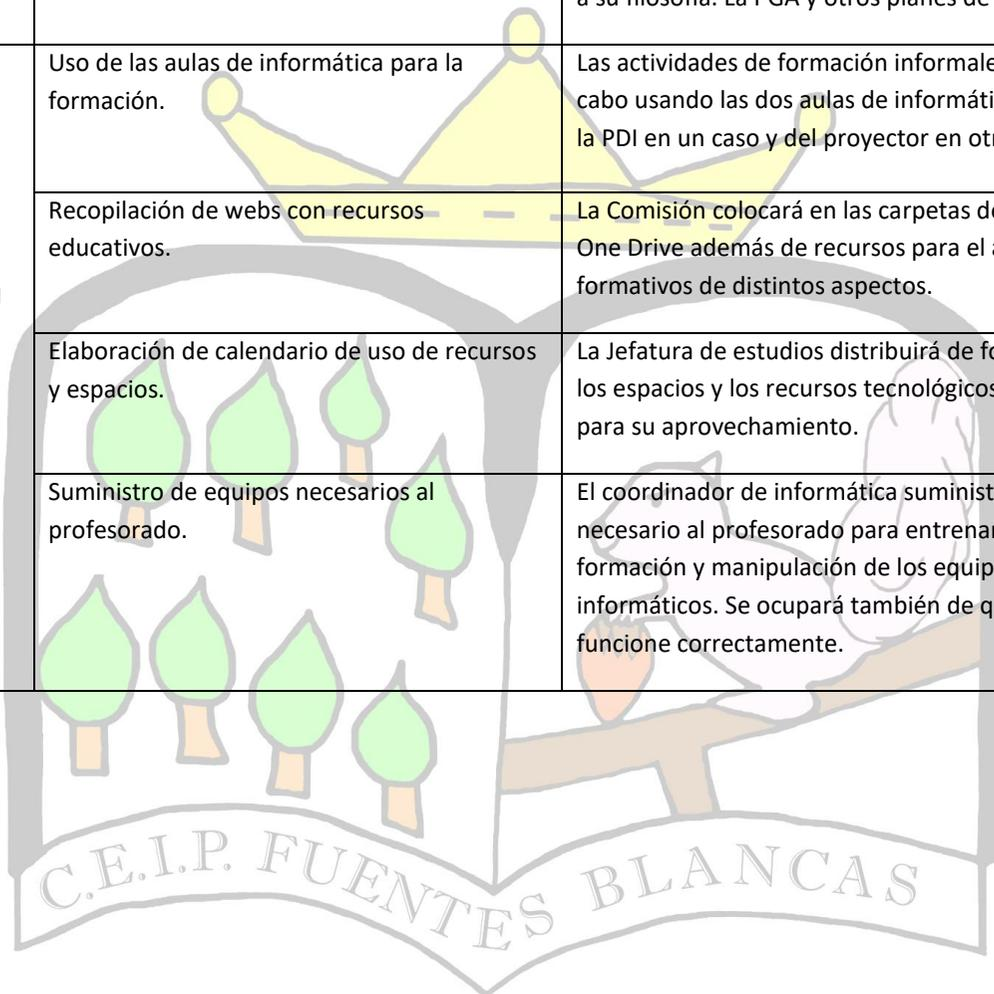 a su filosofía. La PGA y otros planes de
Uso de las aulas de informática para la
formación.
Las actividades de formación informale
cabo usando las dos aulas de informáti
la PDI en un caso y del proyector en otr
Recopilación de webs con recursos
educativos.
La Comisión colocará en las carpetas de
One Drive además de recursos para el a
formativos de distintos aspectos.
Elaboración de calendario de uso de recursos
y espacios.
La Jefatura de estudios distribuirá de fo
los espacios y los recursos tecnológicos
para su aprovechamiento.
Suministro de equipos necesarios al
profesorado.
El coordinador de informática suminist
necesario al profesorado para entrenar
formación y manipulación de los equip
informáticos. Se ocupará también de q
funcione correctamente.
C.E.I.P. FUENTES BLANCAS